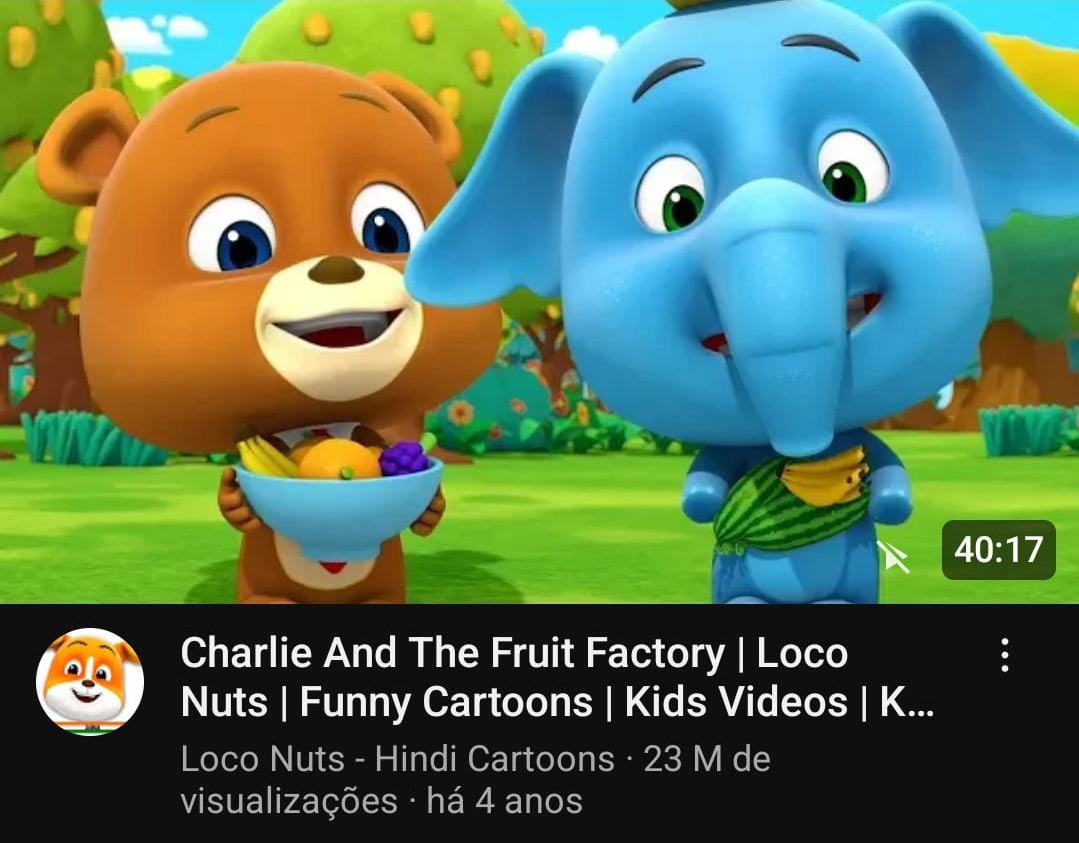 40:17
Charlie And The Fruit Factory | Loco
Nuts | Funny Cartoons | Kids Videos | K...
Loco Nuts - Hindi Cartoons · 23 M de
visualizações · há 4 anos